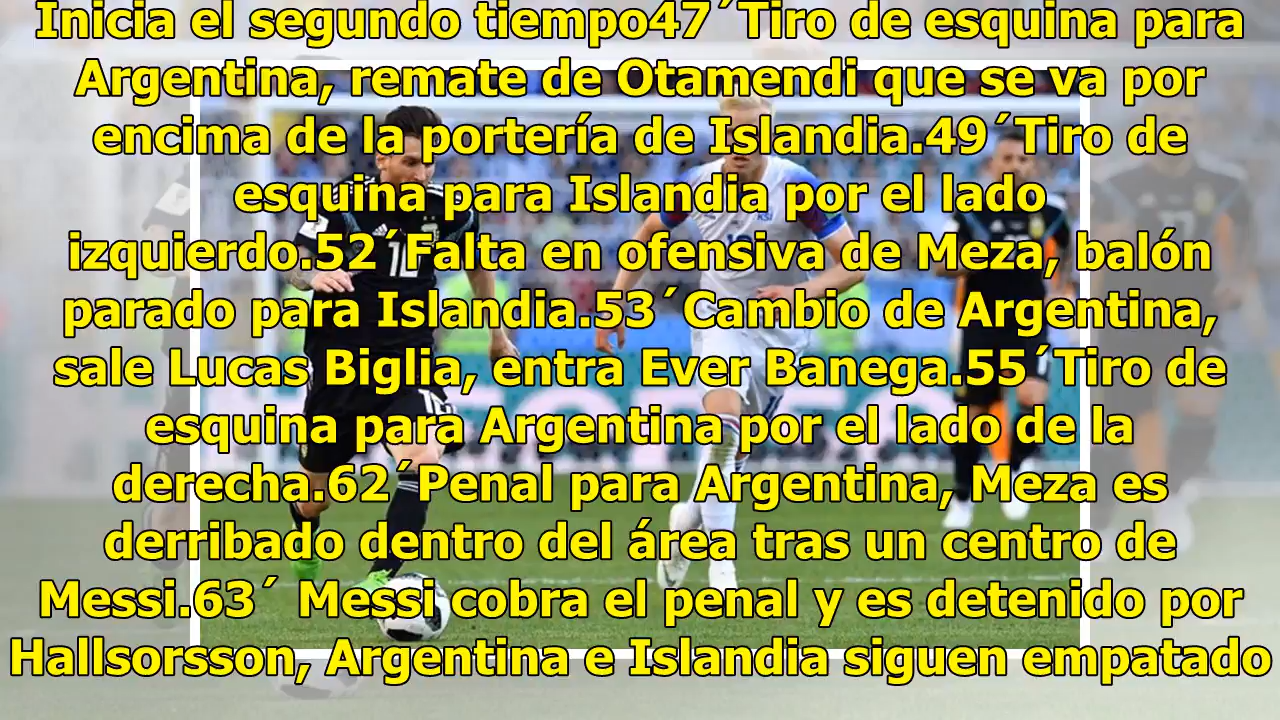 Inicia el segundo tiempo47´Tiro de esquina para
Argentina, remate de Otamendi que se va por
encima de la portería de Islandia.49´Tiro de
esquina para Islandia por el lado
izquierdo.52´Falta en ofensiva de Meza, balón
parado para Islandia.53´Cambio de Argentina,
sale Lucas Biglia, entra Ever Banega.55´Tiro de
esquina para Argentina por el lado de la
derecha.62´Penal para Argentina, Meza es
derribado dentro del área tras un centro de
Messi.63´ Messi cobra el penal y es detenido por
Hallsorsson, Argentina e Islandia siguen empatado